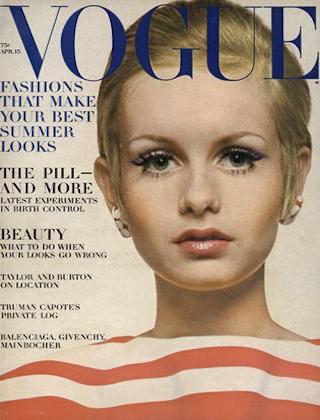 VOGUE
75¢
APR.15
FASHIONS
THAT MAKE
YOUR BEST
SUMMER
LOOKS
THE PILL—
AND MORE
LATEST EXPERIMENTS
IN BIRTH CONTROL
BEAUTY
WHAT TO DO WHEN
YOUR LOOKS GO WRONG
TAYLOR AND BURTON
ON LOCATION
TRUMAN CAPOTE'S
PRIVATE LOG
BALENCIAGA, GIVENCHY,
MAINBOCHER